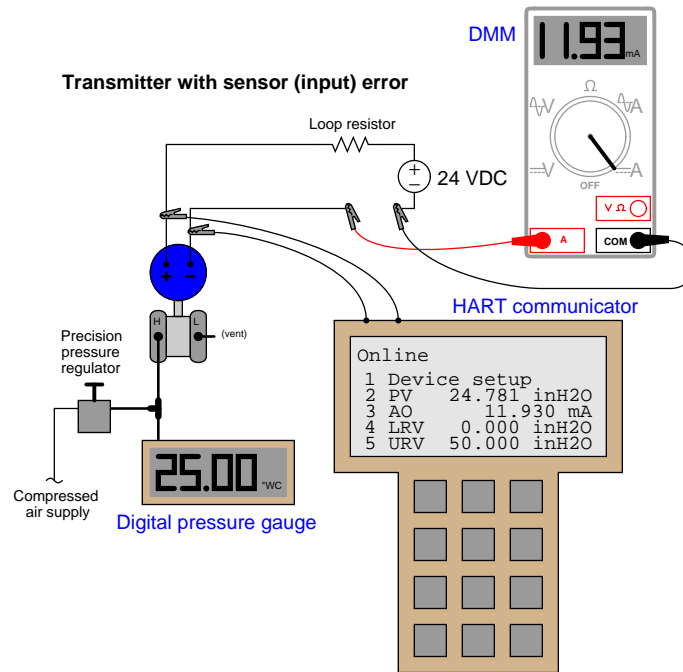 DMM
11.93 mA
Transmitter with sensor (input) error
Ω
V
A
V
A
OFF
Loop resistor
24 VDC
V Ω
A
COM
+ −
H L
(vent)
HART communicator
Precision
pressure
regulator
Online
1 Device setup
2 PV 24.781 inH2O
3 AO 11.930 mA
4 LRV 0.000 inH2O
5 URV 50.000 inH2O
25.00 "WC
Compressed
air supply
Digital pressure gauge